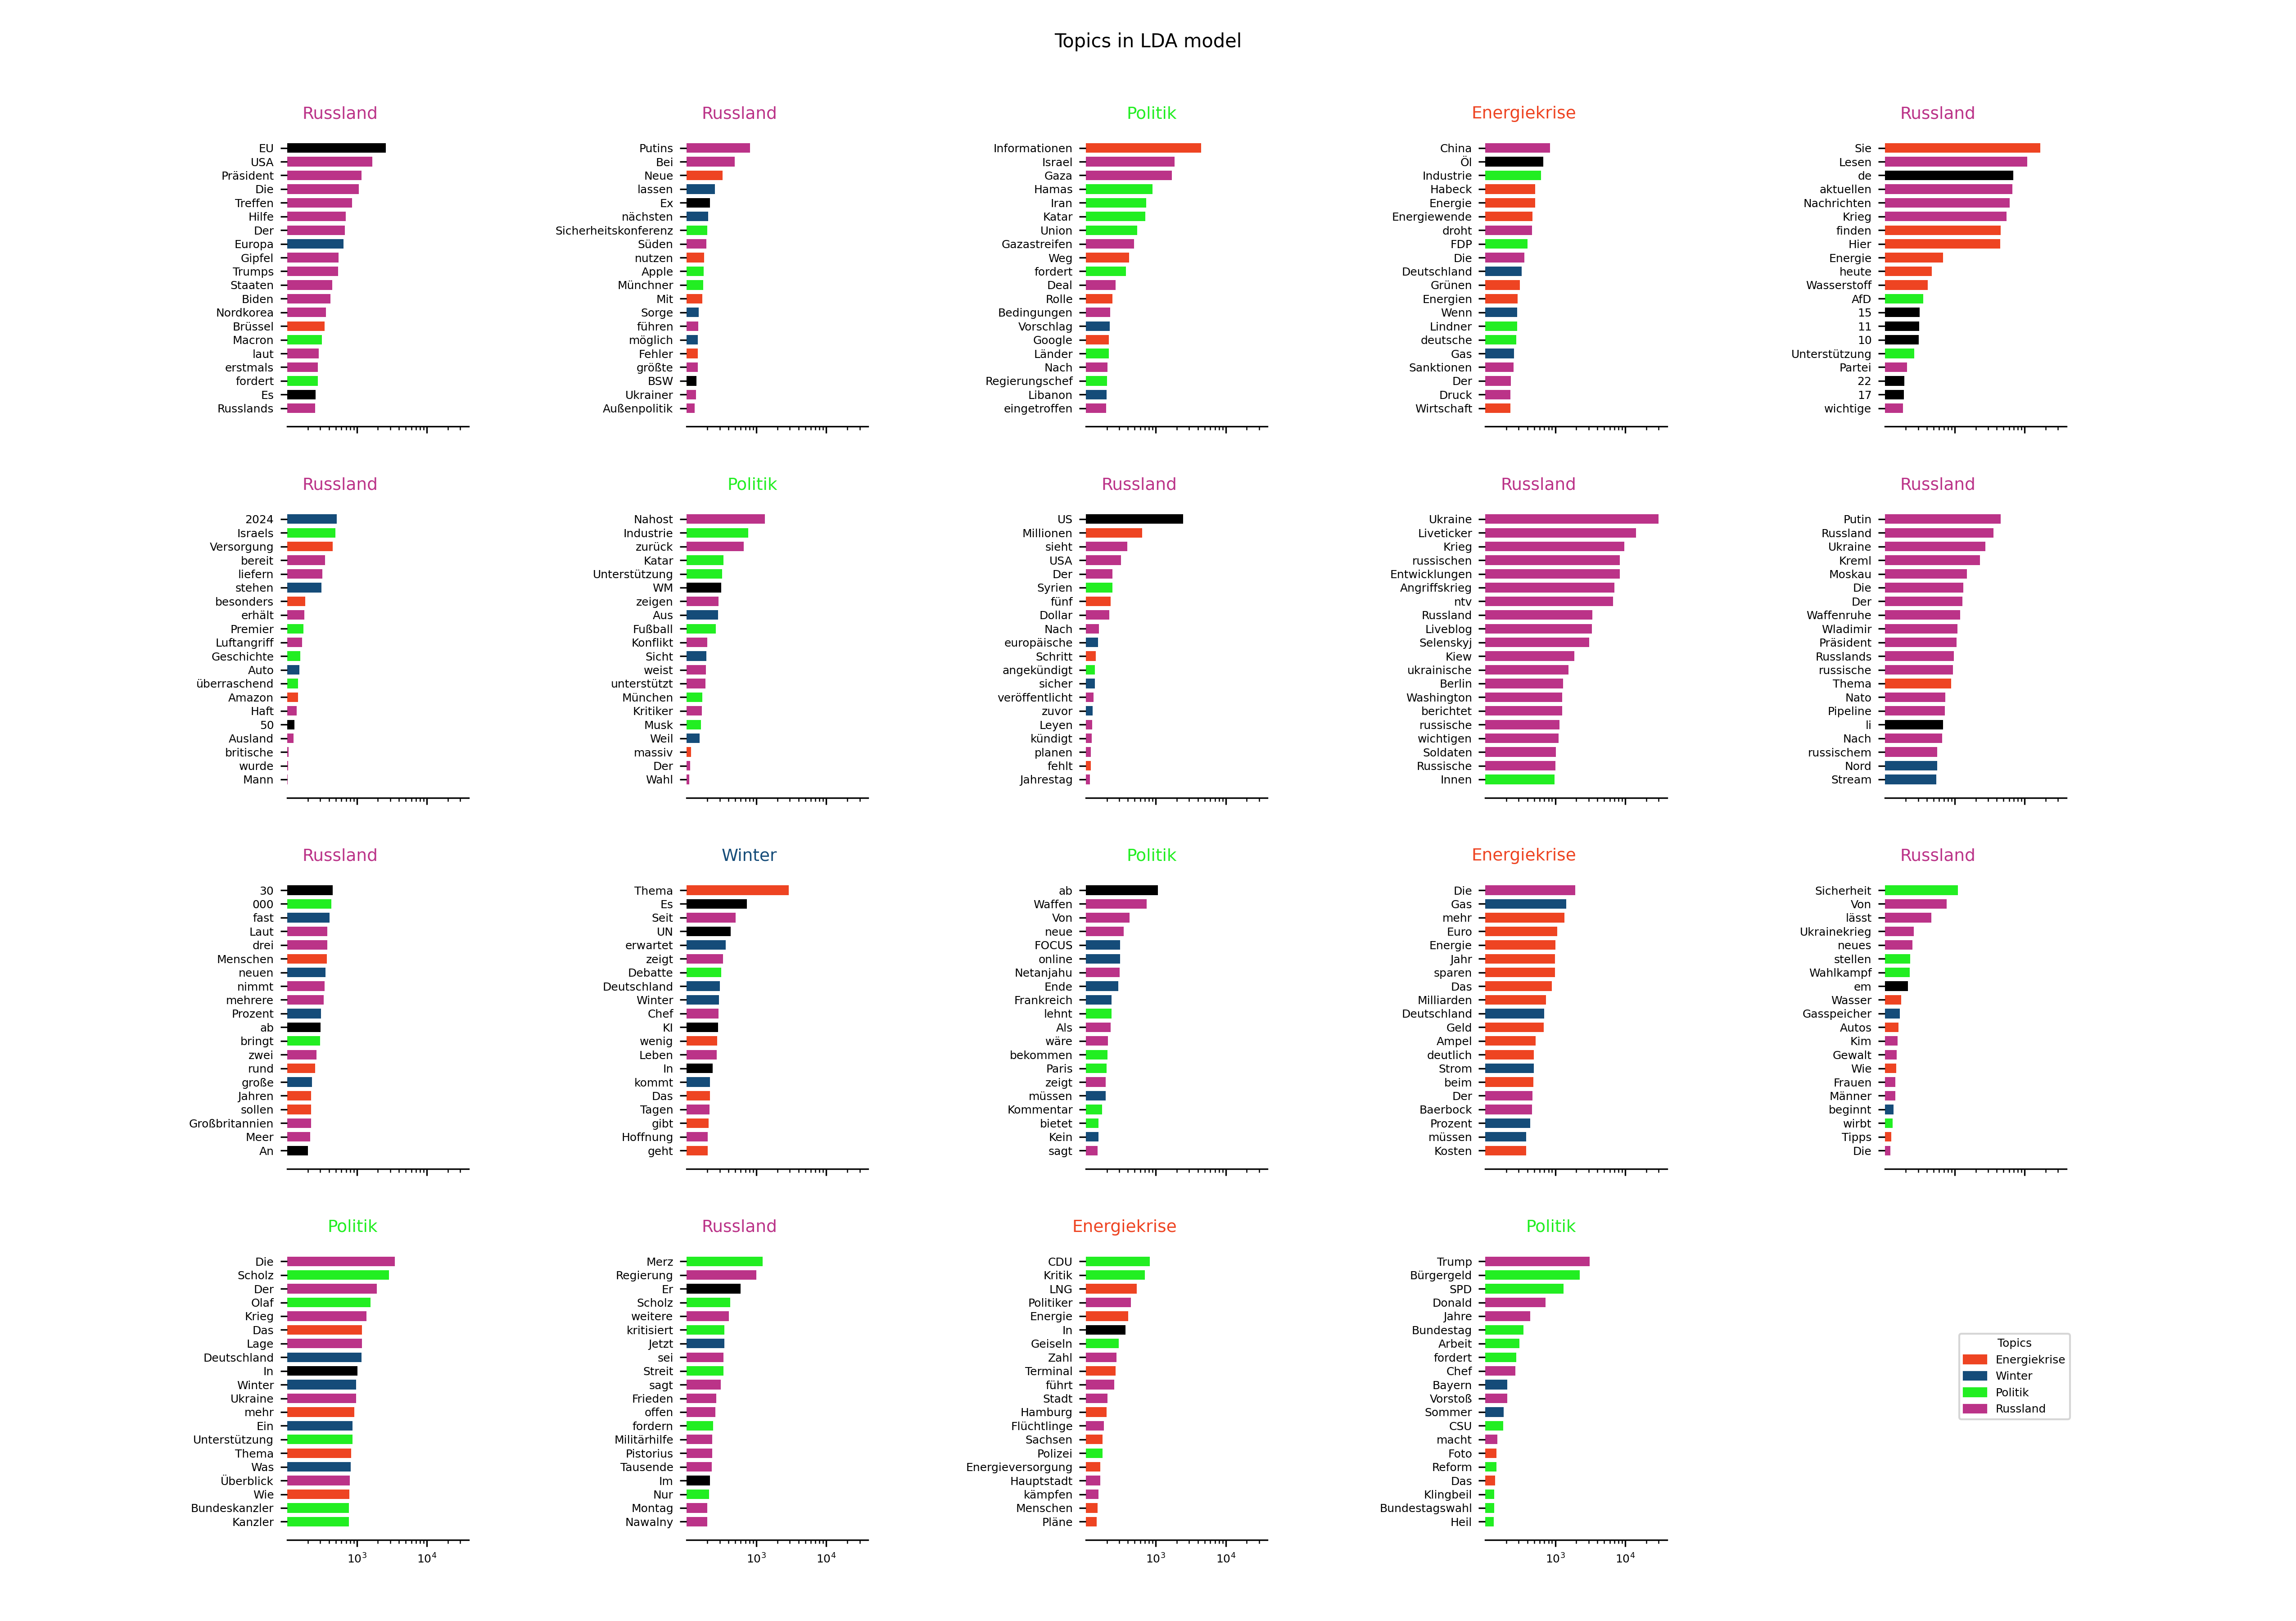 Topics in LDA model
Russland
EU
USA
Präsident
Die
Treffen
Hilfe
Der
Europa
Gipfel
Trumps
Staaten
Biden
Nordkorea
Brüssel
Macron
laut
erstmals
fordert
Es
Russlands
Russland
Putins
Bei
Neue
lassen
Ex
nächsten
Sicherheitskonferenz
Süden
nutzen
Apple
Münchner
Mit
Sorge
führen
möglich
Fehler
größte
BSW
Ukrainer
Außenpolitik
Politik
Informationen
Israel
Gaza
Hamas
Iran
Katar
Union
Gazastreifen
Weg
fordert
Deal
Rolle
Bedingungen
Vorschlag
Google
Länder
Nach
Regierungschef
Libanon
eingetroffen
Energiekrise
China
Öl
Industrie
Habeck
Energie
Energiewende
droht
FDP
Die
Deutschland
Grünen
Energien
Wenn
Lindner
deutsche
Gas
Sanktionen
Der
Druck
Wirtschaft
Russland
Sie
Lesen
de
aktuellen
Nachrichten
Krieg
finden
Hier
Energie
heute
Wasserstoff
AfD
15
11
10
Unterstützung
Partei
22
17
wichtige
Russland
2024
Israels
Versorgung
bereit
liefern
stehen
besonders
erhält
Premier
Luftangriff
Geschichte
Auto
überraschend
Amazon
Haft
50
Ausland
britische
wurde
Mann
Politik
Nahost
Industrie
zurück
Katar
Unterstützung
WM
zeigen
Aus
Fußball
Konflikt
Sicht
weist
unterstützt
München
Kritiker
Musk
Weil
massiv
Der
Wahl
Russland
US
Millionen
sieht
USA
Der
Syrien
fünf
Dollar
Nach
europäische
Schritt
angekündigt
sicher
veröffentlicht
zuvor
Leyen
kündigt
planen
fehlt
Jahrestag
Russland
Ukraine
Liveticker
Krieg
russischen
Entwicklungen
Angriffskrieg
ntv
Russland
Liveblog
Selenskyj
Kiew
ukrainische
Berlin
Washington
berichtet
russische
wichtigen
Soldaten
Russische
Innen
Russland
Putin
Russland
Ukraine
Kreml
Moskau
Die
Der
Waffenruhe
Wladimir
Präsident
Russlands
russische
Thema
Nato
Pipeline
li
Nach
russischem
Nord
Stream
Russland
30
000
fast
Laut
drei
Menschen
neuen
nimmt
mehrere
Prozent
ab
bringt
zwei
rund
große
Jahren
sollen
Großbritannien
Meer
An
Winter
Thema
Es
Seit
UN
erwartet
zeigt
Debatte
Deutschland
Winter
Chef
KI
wenig
Leben
In
kommt
Das
Tagen
gibt
Hoffnung
geht
Politik
ab
Waffen
Von
neue
FOCUS
online
Netanjahu
Ende
Frankreich
lehnt
Als
wäre
bekommen
Paris
zeigt
müssen
Kommentar
bietet
Kein
sagt
Energiekrise
Die
Gas
mehr
Euro
Energie
Jahr
sparen
Das
Milliarden
Deutschland
Geld
Ampel
deutlich
Strom
beim
Der
Baerbock
Prozent
müssen
Kosten
Russland
Sicherheit
Von
lässt
Ukrainekrieg
neues
stellen
Wahlkampf
em
Wasser
Gasspeicher
Autos
Kim
Gewalt
Wie
Frauen
Männer
beginnt
wirbt
Tipps
Die
Politik
Die
Scholz
Der
Olaf
Krieg
Das
Lage
Deutschland
In
Winter
Ukraine
mehr
Ein
Unterstützung
Thema
Was
Überblick
Wie
Bundeskanzler
Kanzler
10³ 10⁴
Russland
Merz
Regierung
Er
Scholz
weitere
kritisiert
Jetzt
sei
Streit
sagt
Frieden
offen
fordern
Militärhilfe
Pistorius
Tausende
Im
Nur
Montag
Nawalny
10³ 10⁴
Energiekrise
CDU
Kritik
LNG
Politiker
Energie
In
Geiseln
Zahl
Terminal
führt
Stadt
Hamburg
Flüchtlinge
Sachsen
Polizei
Energieversorgung
Hauptstadt
kämpfen
Menschen
Pläne
10³ 10⁴
Politik
Trump
Bürgergeld
SPD
Donald
Jahre
Bundestag
Arbeit
fordert
Chef
Bayern
Vorstoß
Sommer
CSU
macht
Foto
Reform
Das
Klingbeil
Bundestagswahl
Heil
10³ 10⁴
Topics
Energiekrise
Winter
Politik
Russland